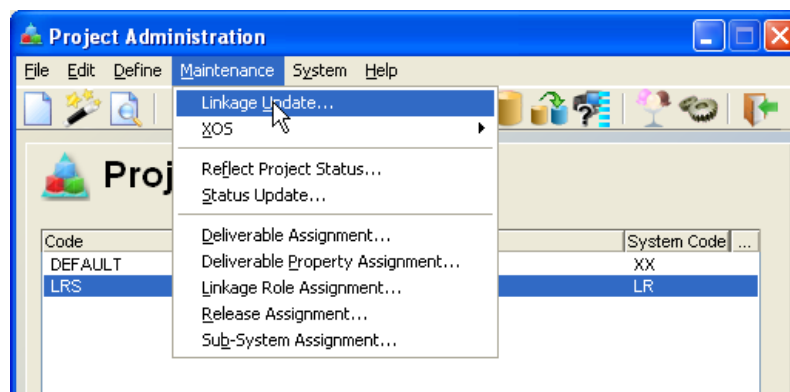 Project Administration
File Edit Define Maintenance System Help
Linkage Update...
XOS
Proj
Reflect Project Status...
Status Update...
Deliverable Assignment...
Code System Code ...
DEFAULT Deliverable Property Assignment... XX
LRS Linkage Role Assignment... LR
Release Assignment...
Sub-System Assignment...